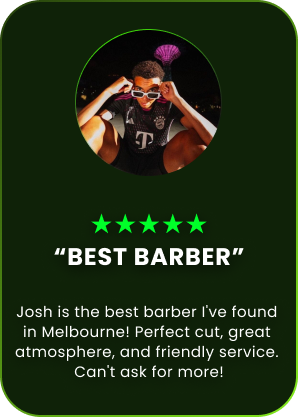 T
★★★★★
“BEST BARBER”
Josh is the best barber I've found
in Melbourne! Perfect cut, great
atmosphere, and friendly service.
Can't ask for more!